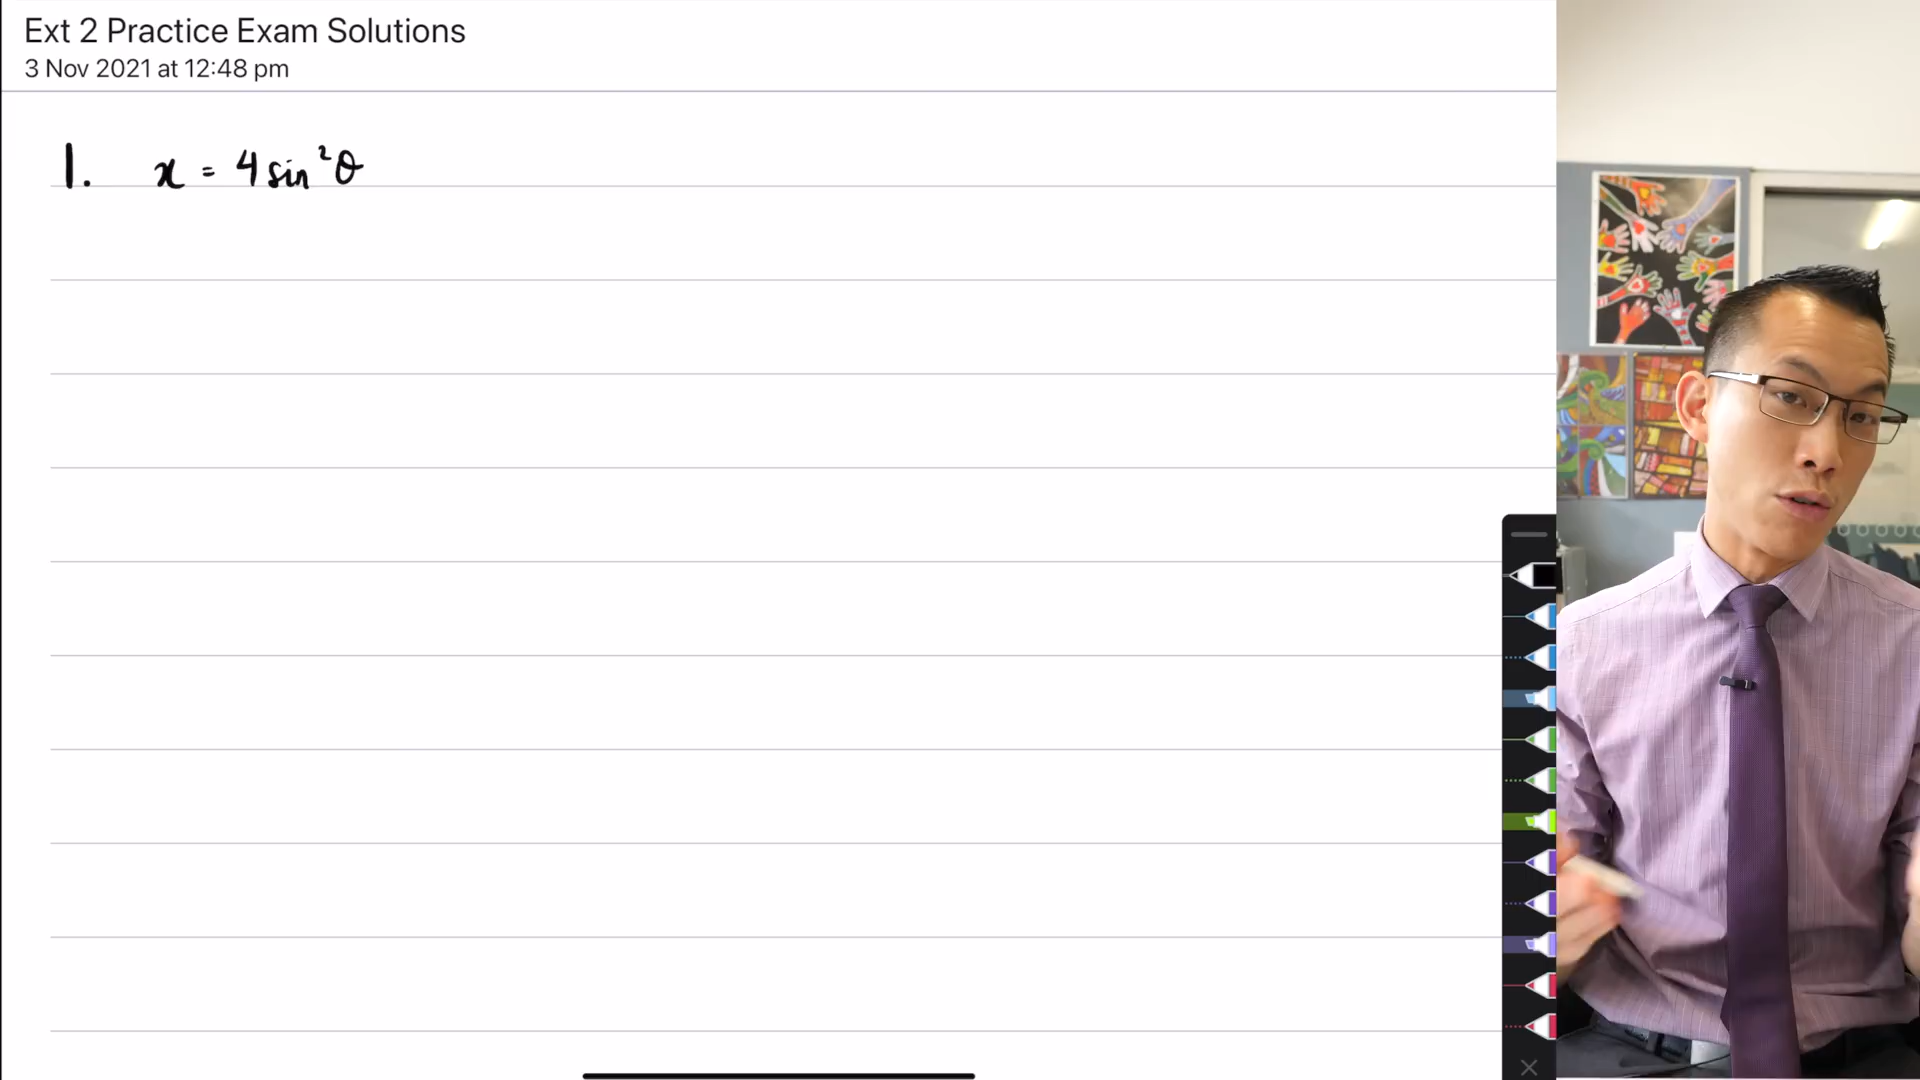 Ext 2 Practice Exam Solutions
3 Nov 2021 at 12:48 pm
1. x = 4 sin²θ